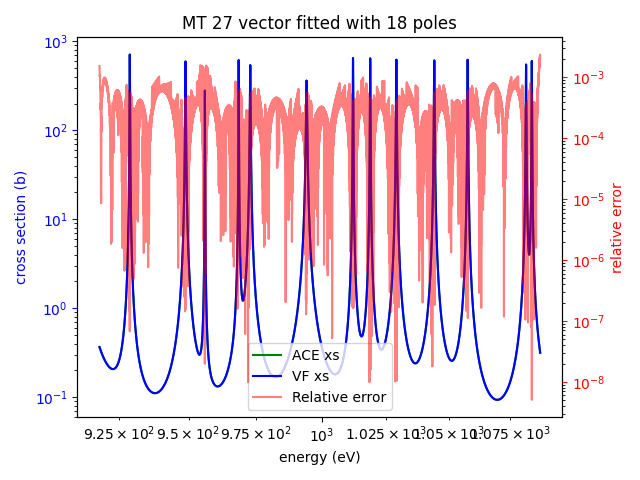 MT 27 vector fitted with 18 poles
10³
10²
10¹
10⁰
10⁻¹
cross section (b)
10⁻³
10⁻⁴
10⁻⁵
10⁻⁶
10⁻⁷
10⁻⁸
relative error
ACE xs
VF xs
Relative error
9.25 × 10² 9.5 × 10² 9.75 × 10² 10³ 1.025 × 10³ 1.05 × 10³ 1.075 × 10³
energy (eV)